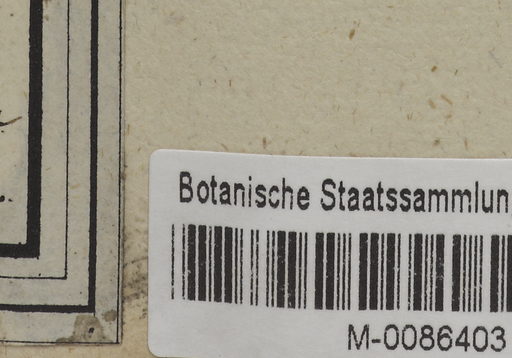 Botanische Staatssammlun
M-0086403